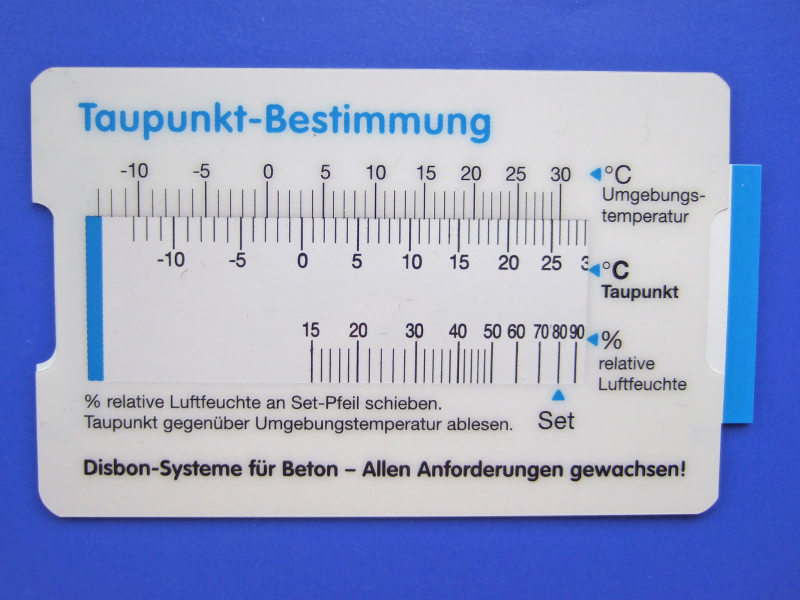 Taupunkt-Bestimmung
-10 -5 0 5 10 15 20 25 30 °C
Umgebungs-
temperatur
-10 -5 0 5 10 15 20 25 3 °C
Taupunkt
15 20 30 40 50 60 70 80 90 %
relative
Luftfeuchte
% relative Luftfeuchte an Set-Pfeil schieben.
Taupunkt gegenüber Umgebungstemperatur ablesen.
Set
Disbon-Systeme für Beton – Allen Anforderungen gewachsen!